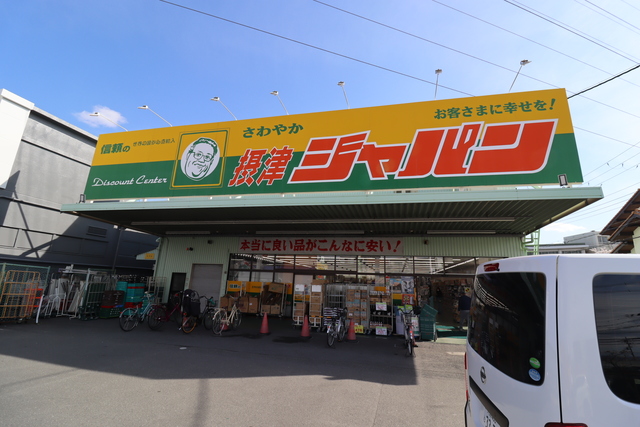 信頼の
Discount Center
さわやか
摂津ジャパン
お客さまに幸せを!
本当に良い品がこんなに安い!